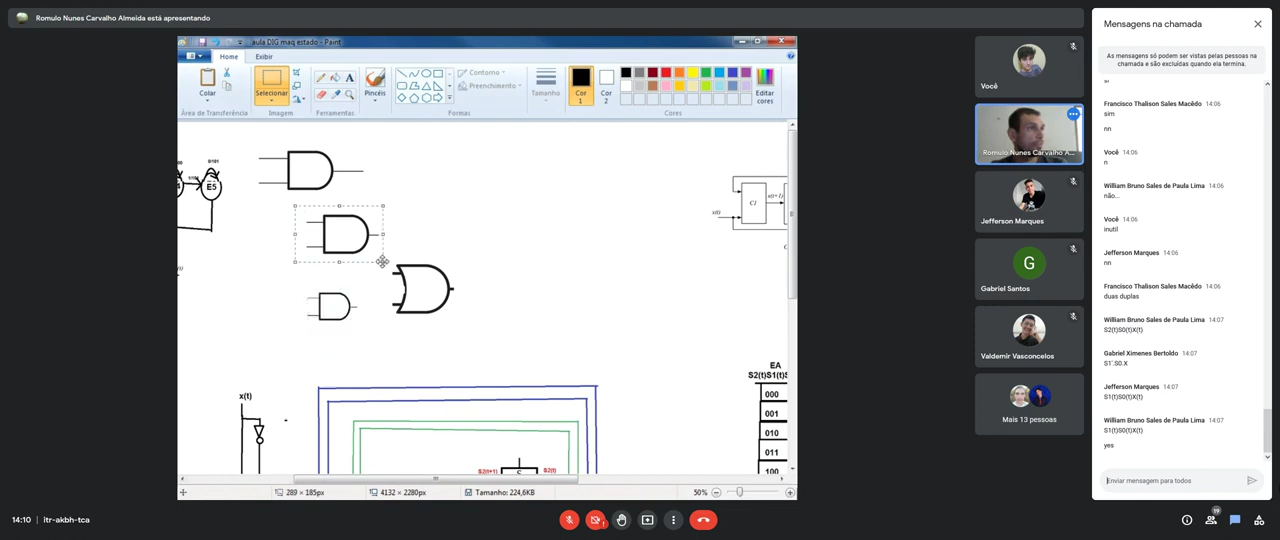 Romulo Nunes Carvalho Almeida está apresentando
aula DIG maq estado - Paint
Home
Exibir
Colar
Selecionar
Pincéis
Contorno
Preenchimento
Tamanho
Cor 1
Cor 2
Editar cores
Área de Transferência
Imagem
Ferramentas
Formas
Cores
S101
E5
x(t)
C1
x(t)
EA
S2(t)S1(t)S
000
001
010
011
100
S2(t+1)
S2(t)
289 × 185px
4132 × 2280px
Tamanho: 224,6KB
50%
Você
Romulo Nunes Carvalho A...
Jefferson Marques
G
Gabriel Santos
Valdemir Vasconcelos
Mais 13 pessoas
Mensagens na chamada
As mensagens só podem ser vistas pelas pessoas na
chamada e são excluídas quando ela termina.
Francisco Thalison Sales Macêdo 14:06
sim
nn
Você 14:06
n
William Bruno Sales de Paula Lima 14:06
não...
Você 14:06
inutil
Jefferson Marques 14:06
nn
Francisco Thalison Sales Macêdo 14:06
duas duplas
William Bruno Sales de Paula Lima 14:07
S2(t)S0(t)X(t)
Gabriel Ximenes Bertoldo 14:07
S1'.S0.X
Jefferson Marques 14:07
S1(t)S0(t)X(t)
William Bruno Sales de Paula Lima 14:07
S1(t)S0(t)X(t)
yes
Enviar mensagem para todos
14:10 | itr-akbh-tca
19